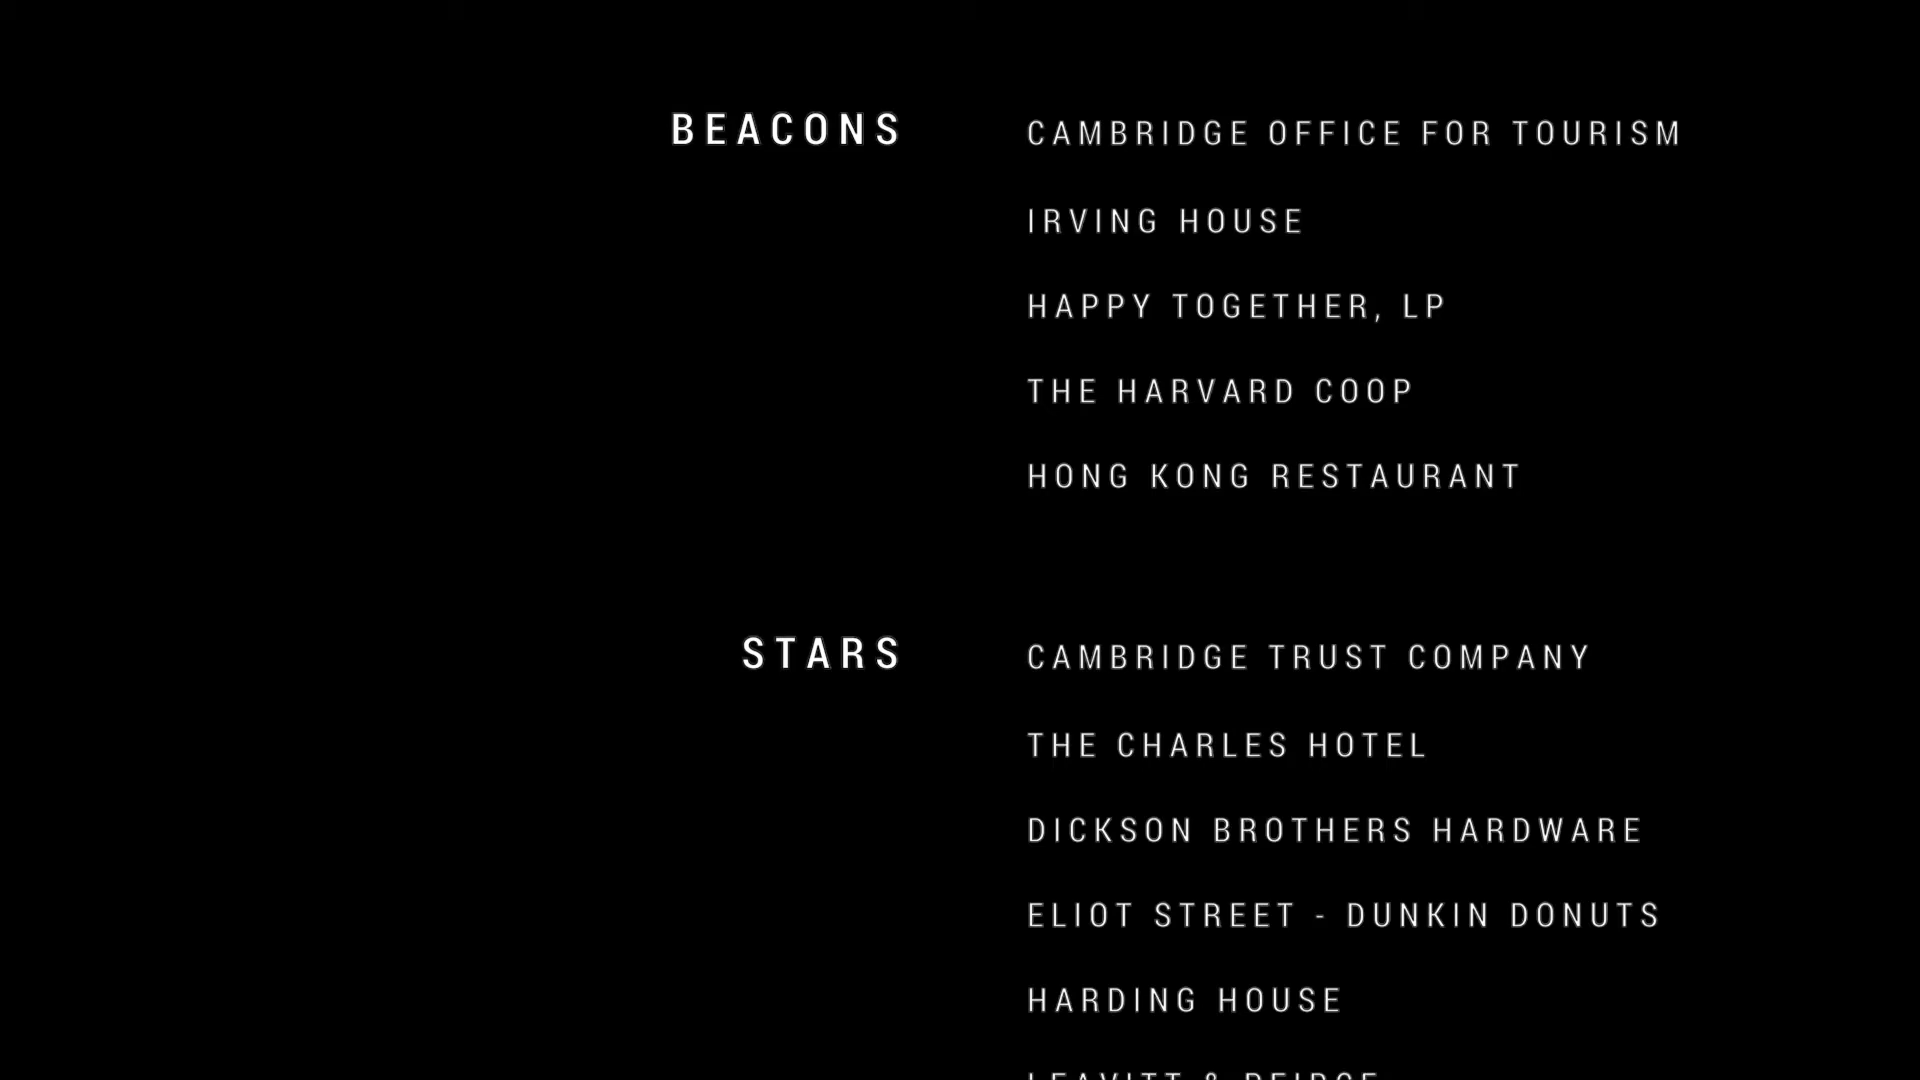 BEACONS CAMBRIDGE OFFICE FOR TOURISM
IRVING HOUSE
HAPPY TOGETHER, LP
THE HARVARD COOP
HONG KONG RESTAURANT
STARS CAMBRIDGE TRUST COMPANY
THE CHARLES HOTEL
DICKSON BROTHERS HARDWARE
ELIOT STREET - DUNKIN DONUTS
HARDING HOUSE